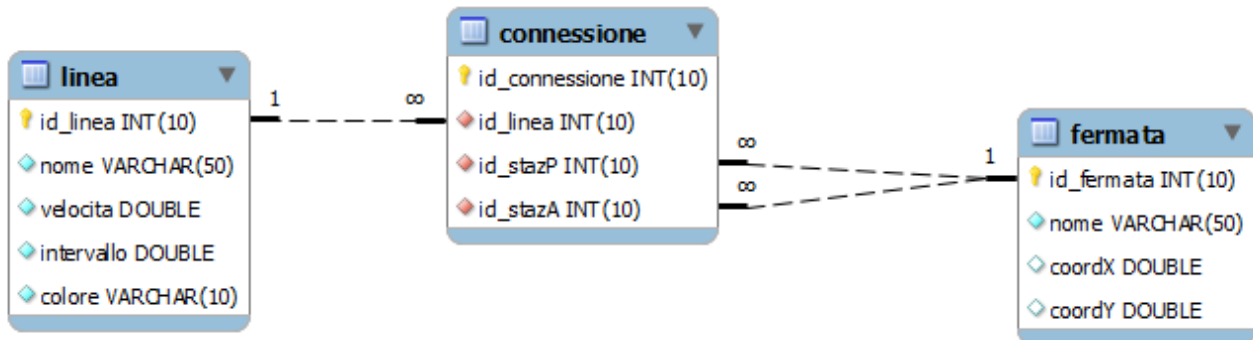 linea
id_linea INT(10)
nome VARCHAR(50)
velocita DOUBLE
intervallo DOUBLE
colore VARCHAR(10)
1
∞
connessione
id_connessione INT(10)
id_linea INT(10)
id_stazP INT(10)
id_stazA INT(10)
∞
∞
1
fermata
id_fermata INT(10)
nome VARCHAR(50)
coordX DOUBLE
coordY DOUBLE